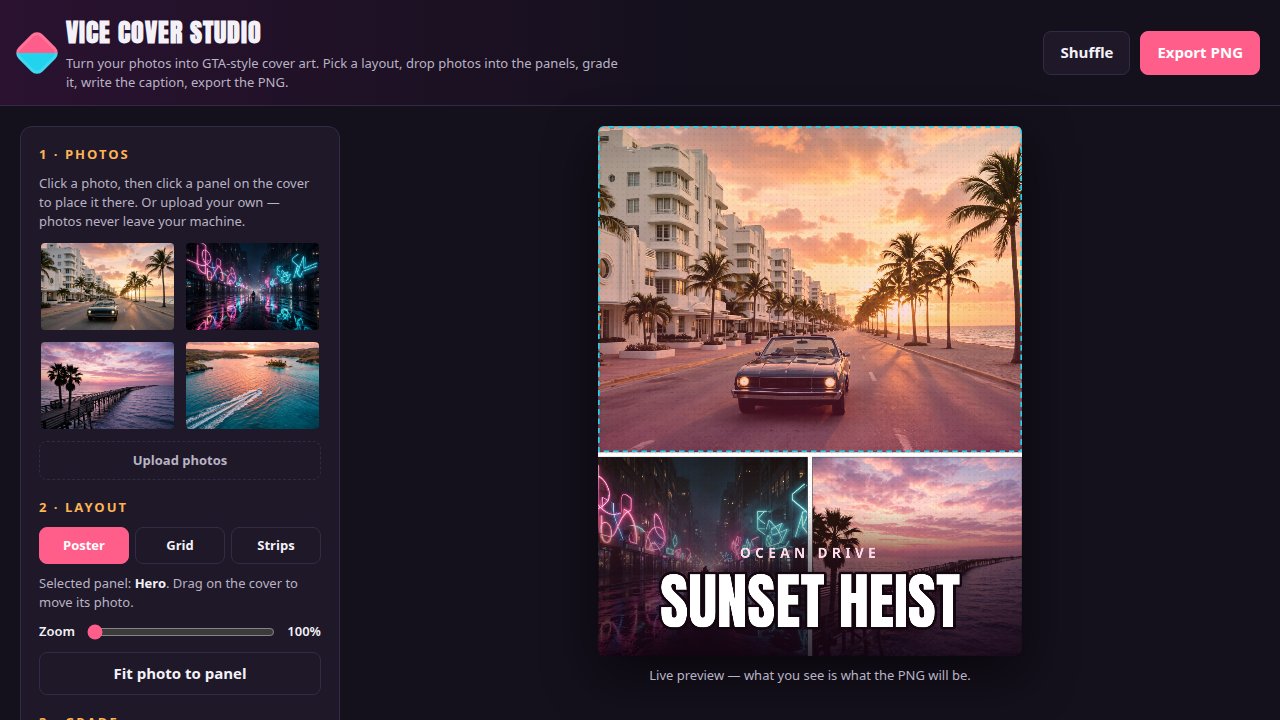 VICE COVER STUDIO
Turn your photos into GTA-style cover art. Pick a layout, drop photos into the panels, grade
it, write the caption, export the PNG.
Shuffle
Export PNG
1 · PHOTOS
Click a photo, then click a panel on the cover
to place it there. Or upload your own —
photos never leave your machine.
Upload photos
2 · LAYOUT
Poster
Grid
Strips
Selected panel: Hero. Drag on the cover to
move its photo.
Zoom
100%
Fit photo to panel
3 · GRADE
OCEAN DRIVE
SUNSET HEIST
Live preview — what you see is what the PNG will be.